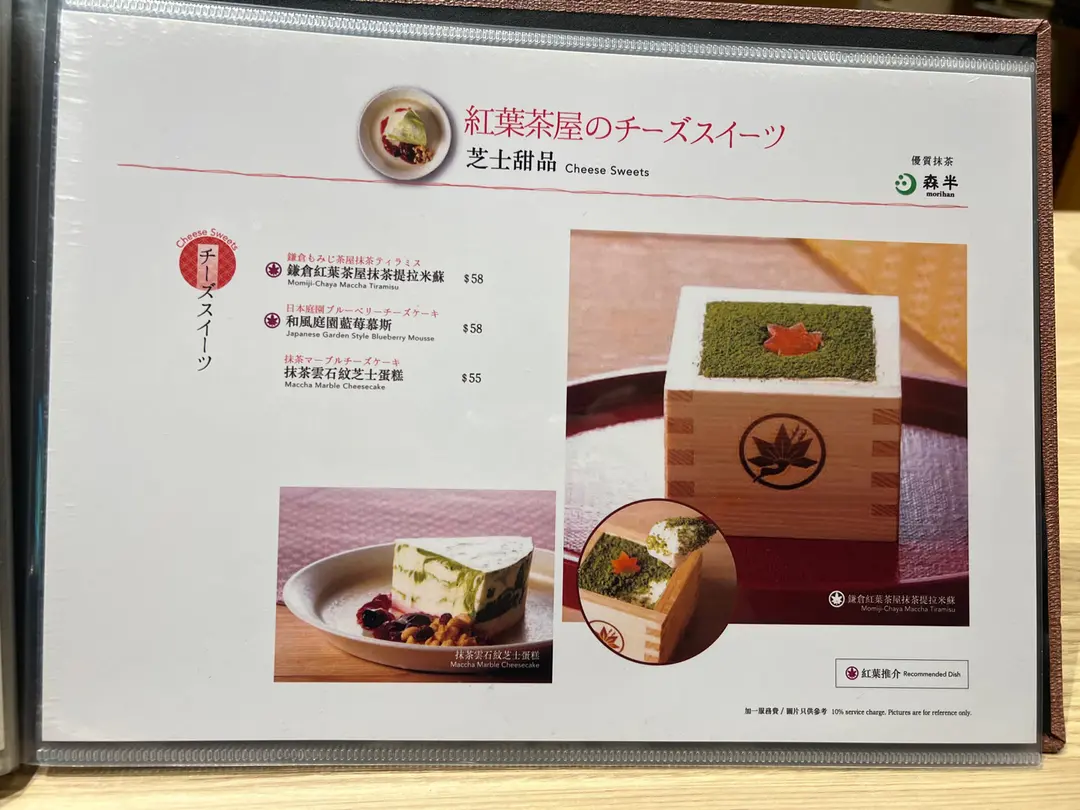 紅葉茶屋のチーズスイーツ
芝士甜品 Cheese Sweets
優質抹茶
森半
morihan
Cheese Sweets
チーズスイーツ
鎌倉もみじ茶屋抹茶ティラミス
鎌倉紅葉茶屋抹茶提拉米蘇 $58
Momiji-Chaya Maccha Tiramisu
日本庭園ブルーベリーチーズケーキ
和風庭園藍莓慕斯 $58
Japanese Garden Style Blueberry Mousse
抹茶マーブルチーズケーキ
抹茶雲石紋芝士蛋糕 $55
Maccha Marble Cheesecake
抹茶雲石紋芝士蛋糕
Maccha Marble Cheesecake
鎌倉紅葉茶屋抹茶提拉米蘇
Momiji-Chaya Maccha Tiramisu
紅葉推介 Recommended Dish
加一服務費 / 圖片只供參考 10% service charge. Pictures are for reference only.